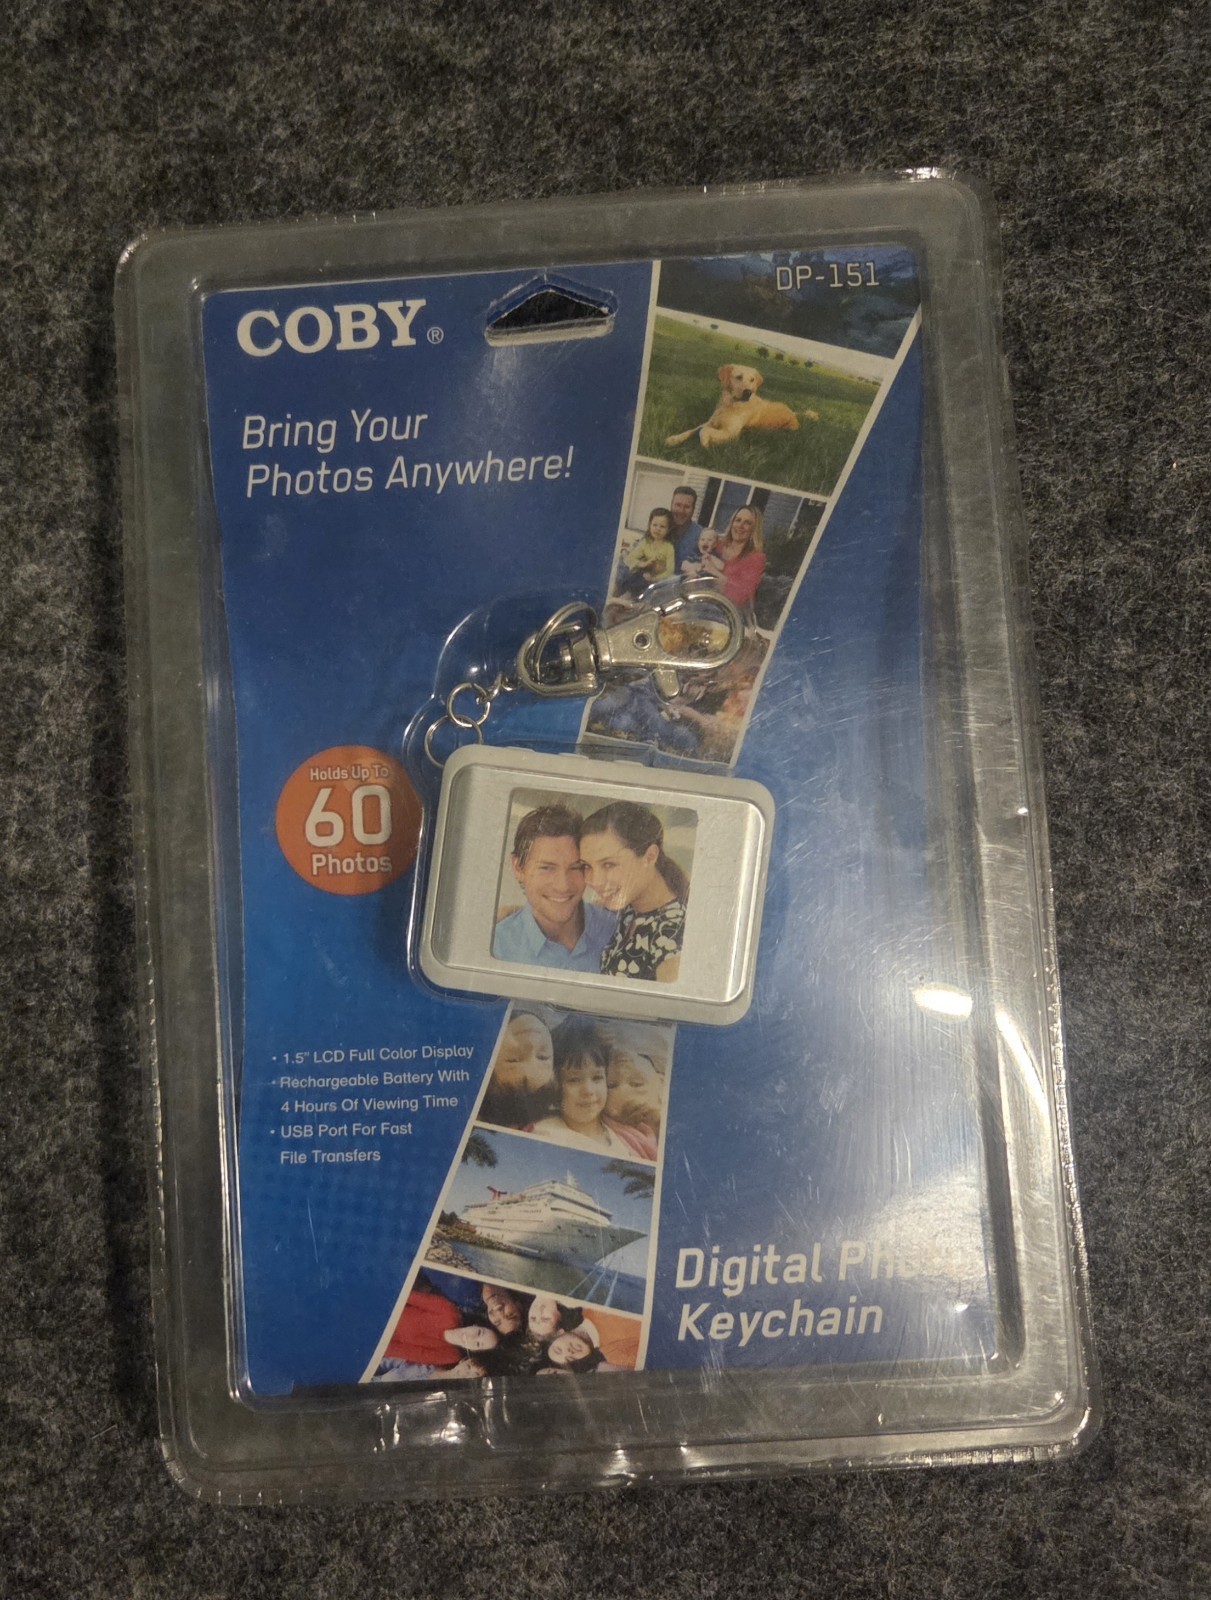 DP-151
COBY®
Bring Your
Photos Anywhere!
Holds Up To
60
Photos
• 1.5" LCD Full Color Display
• Rechargeable Battery With
4 Hours Of Viewing Time
• USB Port For Fast
File Transfers
Digital Photo
Keychain